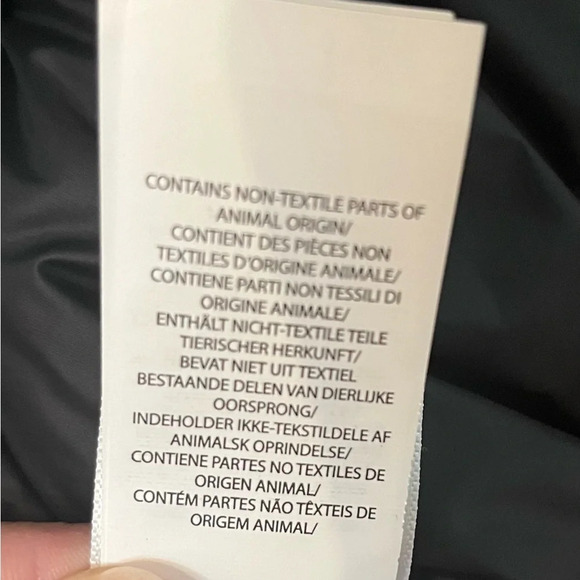 CONTAINS NON-TEXTILE PARTS OF
ANIMAL ORIGIN/
CONTIENT DES PIÈCES NON
TEXTILES D'ORIGINE ANIMALE/
CONTIENE PARTI NON TESSILI DI
ORIGINE ANIMALE/
ENTHÄLT NICHT-TEXTILE TEILE
TIERISCHER HERKUNFT/
BEVAT NIET UIT TEXTIEL
BESTAANDE DELEN VAN DIERLIJKE
OORSPRONG/
INDEHOLDER IKKE-TEKSTILDELE AF
ANIMALSK OPRINDELSE/
CONTIENE PARTES NO TEXTILES DE
ORIGEN ANIMAL/
CONTÉM PARTES NÃO TÊXTEIS DE
ORIGEM ANIMAL/